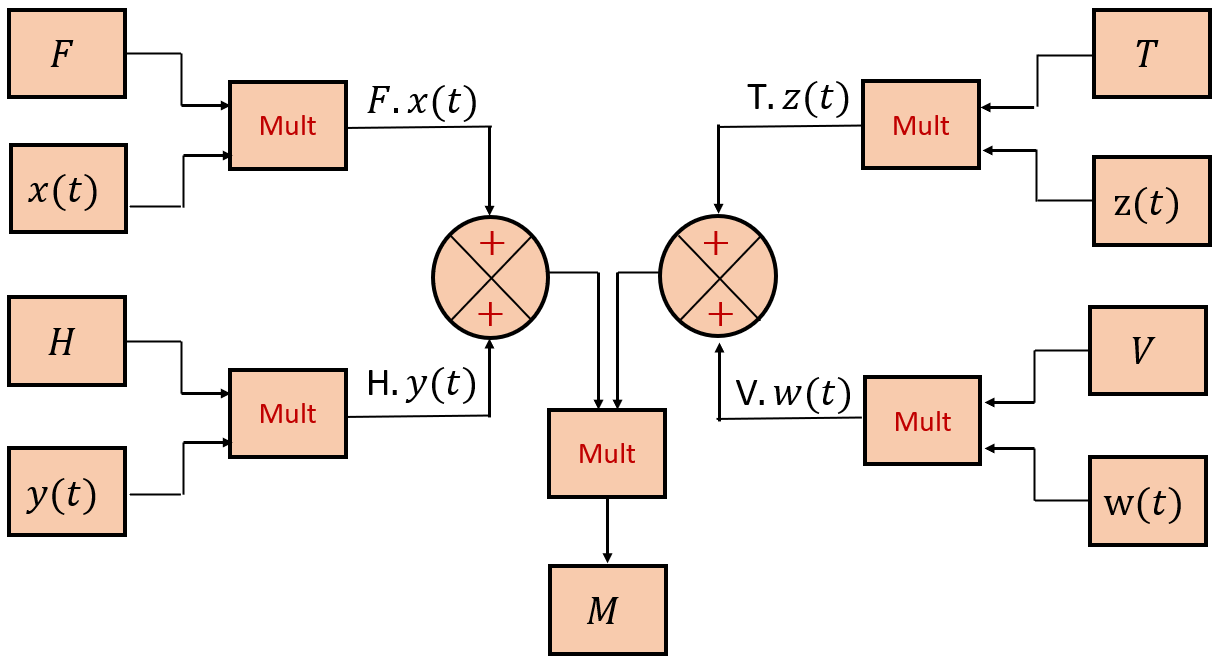 F
x(t)
Mult
F. x(t)
H
y(t)
Mult
H. y(t)
+
+
T
z(t)
Mult
T. z(t)
V
w(t)
Mult
V. w(t)
+
+
Mult
M